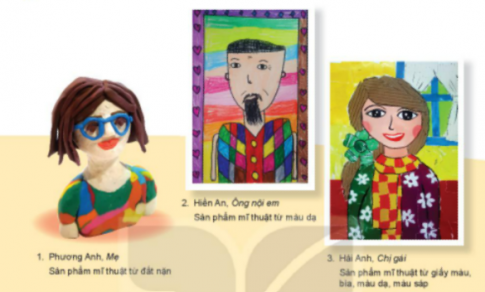 1. Phương Anh, Mẹ
Sản phẩm mĩ thuật từ đất nặn
2. Hiền An, Ông nội em
Sản phẩm mĩ thuật từ màu dạ
3. Hải Anh, Chị gái
Sản phẩm mĩ thuật từ giấy màu,
bìa, màu dạ, màu sáp